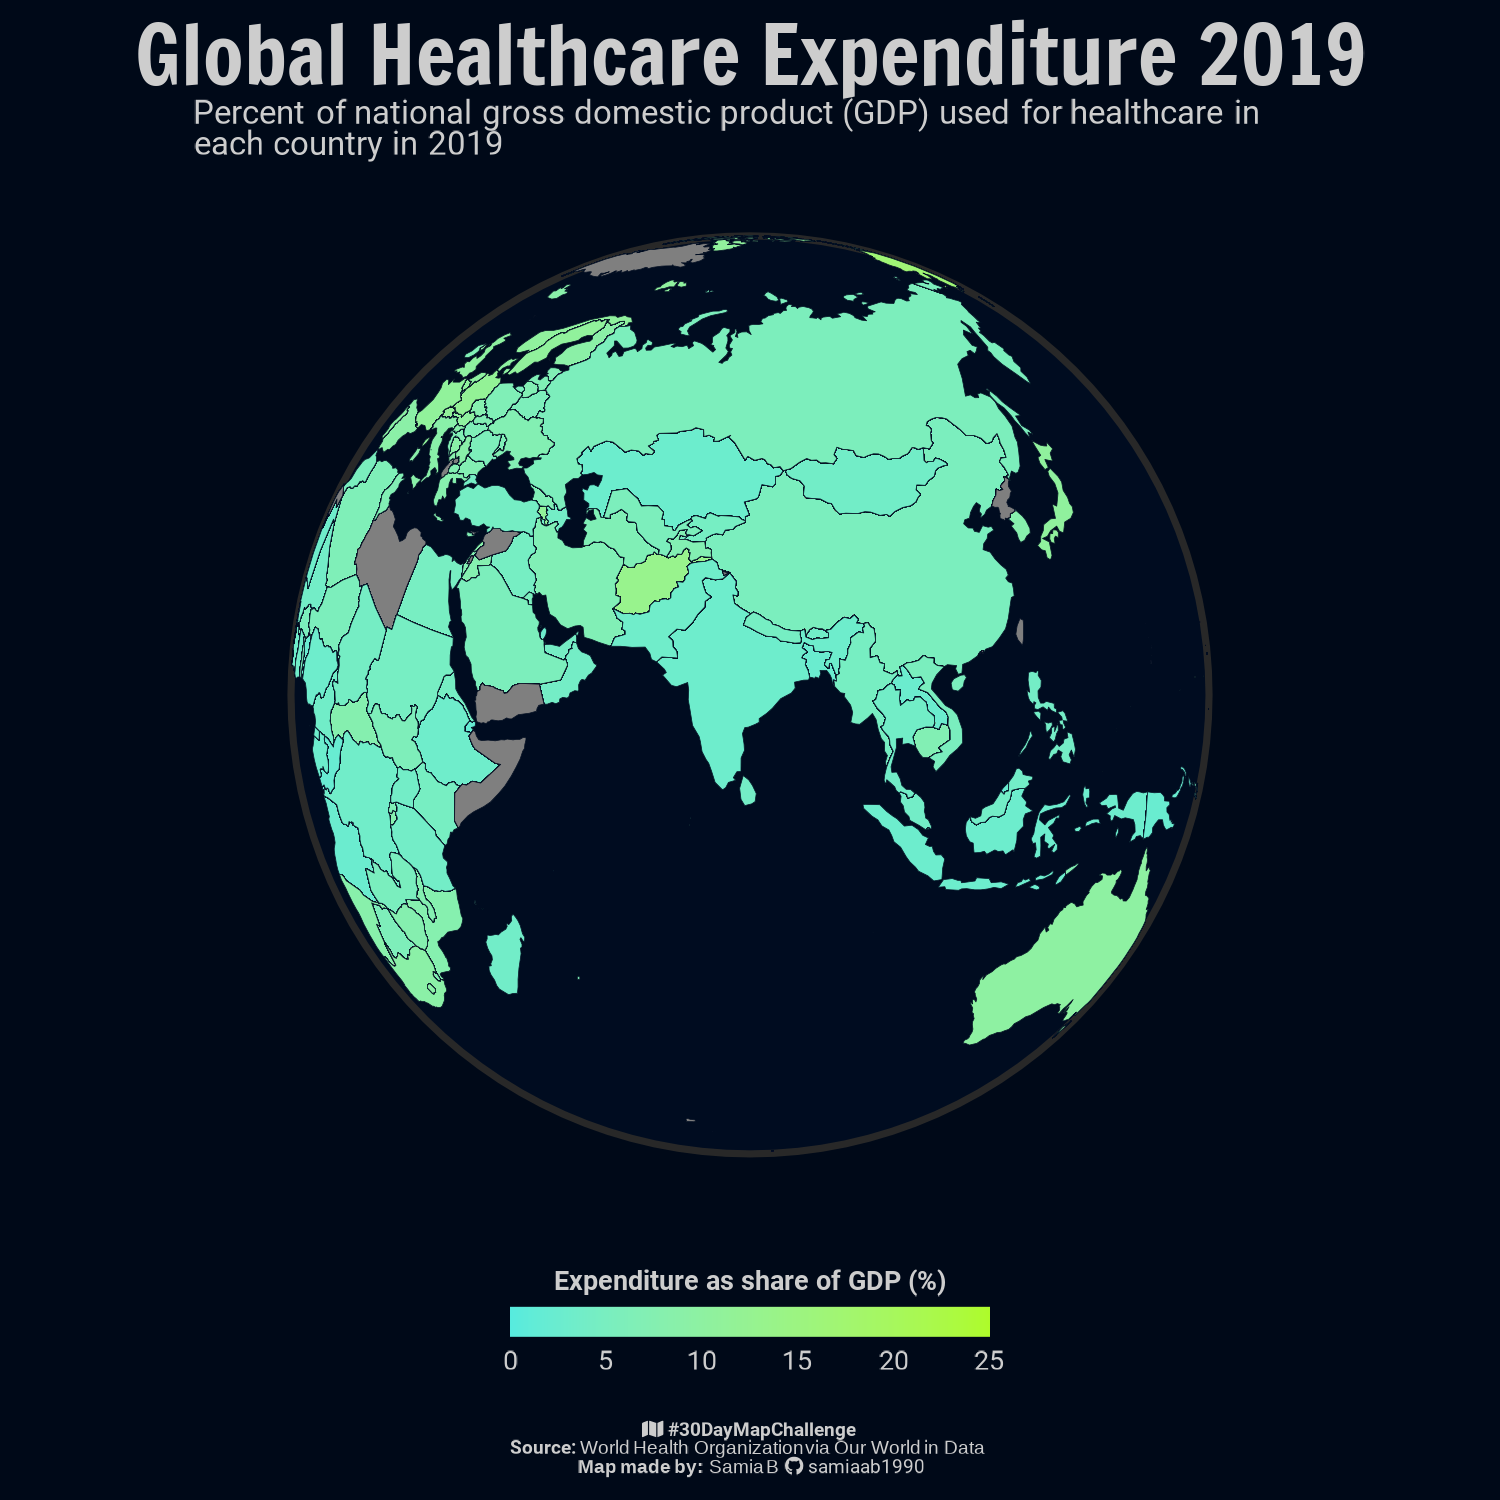 Global Healthcare Expenditure 2019
Percent of national gross domestic product (GDP) used for healthcare in
each country in 2019
Expenditure as share of GDP (%)
0 5 10 15 20 25
#30DayMapChallenge
Source: World Health Organization via Our World in Data
Map made by: Samia B samiaab1990